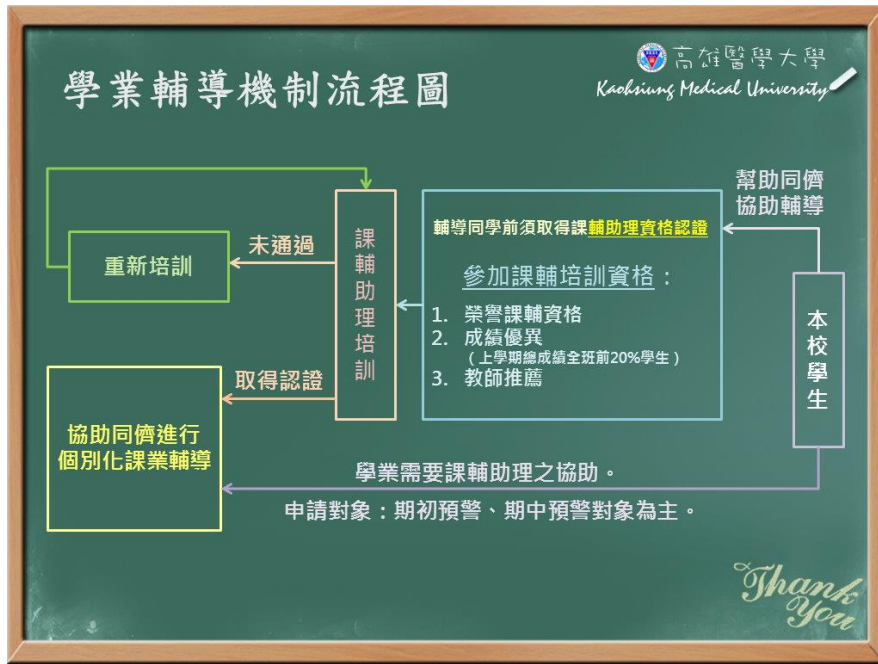 學業輔導機制流程圖
高雄醫學大學
Kaohsiung Medical University
幫助同儕
協助輔導
本校學生
輔導同學前須取得課輔助理資格認證
參加課輔培訓資格：
1. 榮譽課輔資格
2. 成績優異
（上學期總成績全班前20%學生）
3. 教師推薦
課輔助理培訓
未通過
重新培訓
取得認證
協助同儕進行
個別化課業輔導
學業需要課輔助理之協助。
申請對象：期初預警、期中預警對象為主。
Thank
You